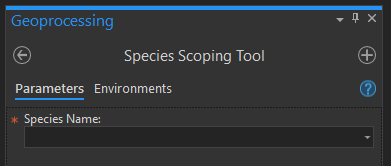 Geoprocessing
Species Scoping Tool
Parameters Environments
* Species Name: